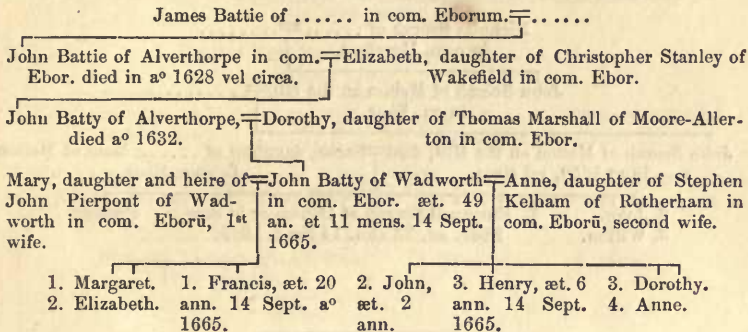 James Battie of ...... in com. Eborum.=......
John Battie of Alverthorpe in com.=Elizabeth, daughter of Christopher Stanley of
Ebor. died in aº 1628 vel circa. Wakefield in com. Ebor.
John Batty of Alverthorpe,=Dorothy, daughter of Thomas Marshall of Moore-Aller-
died aº 1632. ton in com. Ebor.
Mary, daughter and heire of=John Batty of Wadworth=Anne, daughter of Stephen
John Pierpont of Wad- in com. Ebor. æt. 49 Kelham of Rotherham in
worth in com. Eborū, 1st an. et 11 mens. 14 Sept. com. Eborū, second wife.
wife. 1665.
1. Margaret. 1. Francis, æt. 20 2. John, 3. Henry, æt. 6 3. Dorothy.
2. Elizabeth. ann. 14 Sept. aº æt. 2 ann. 14 Sept. 4. Anne.
1665. ann. 1665.